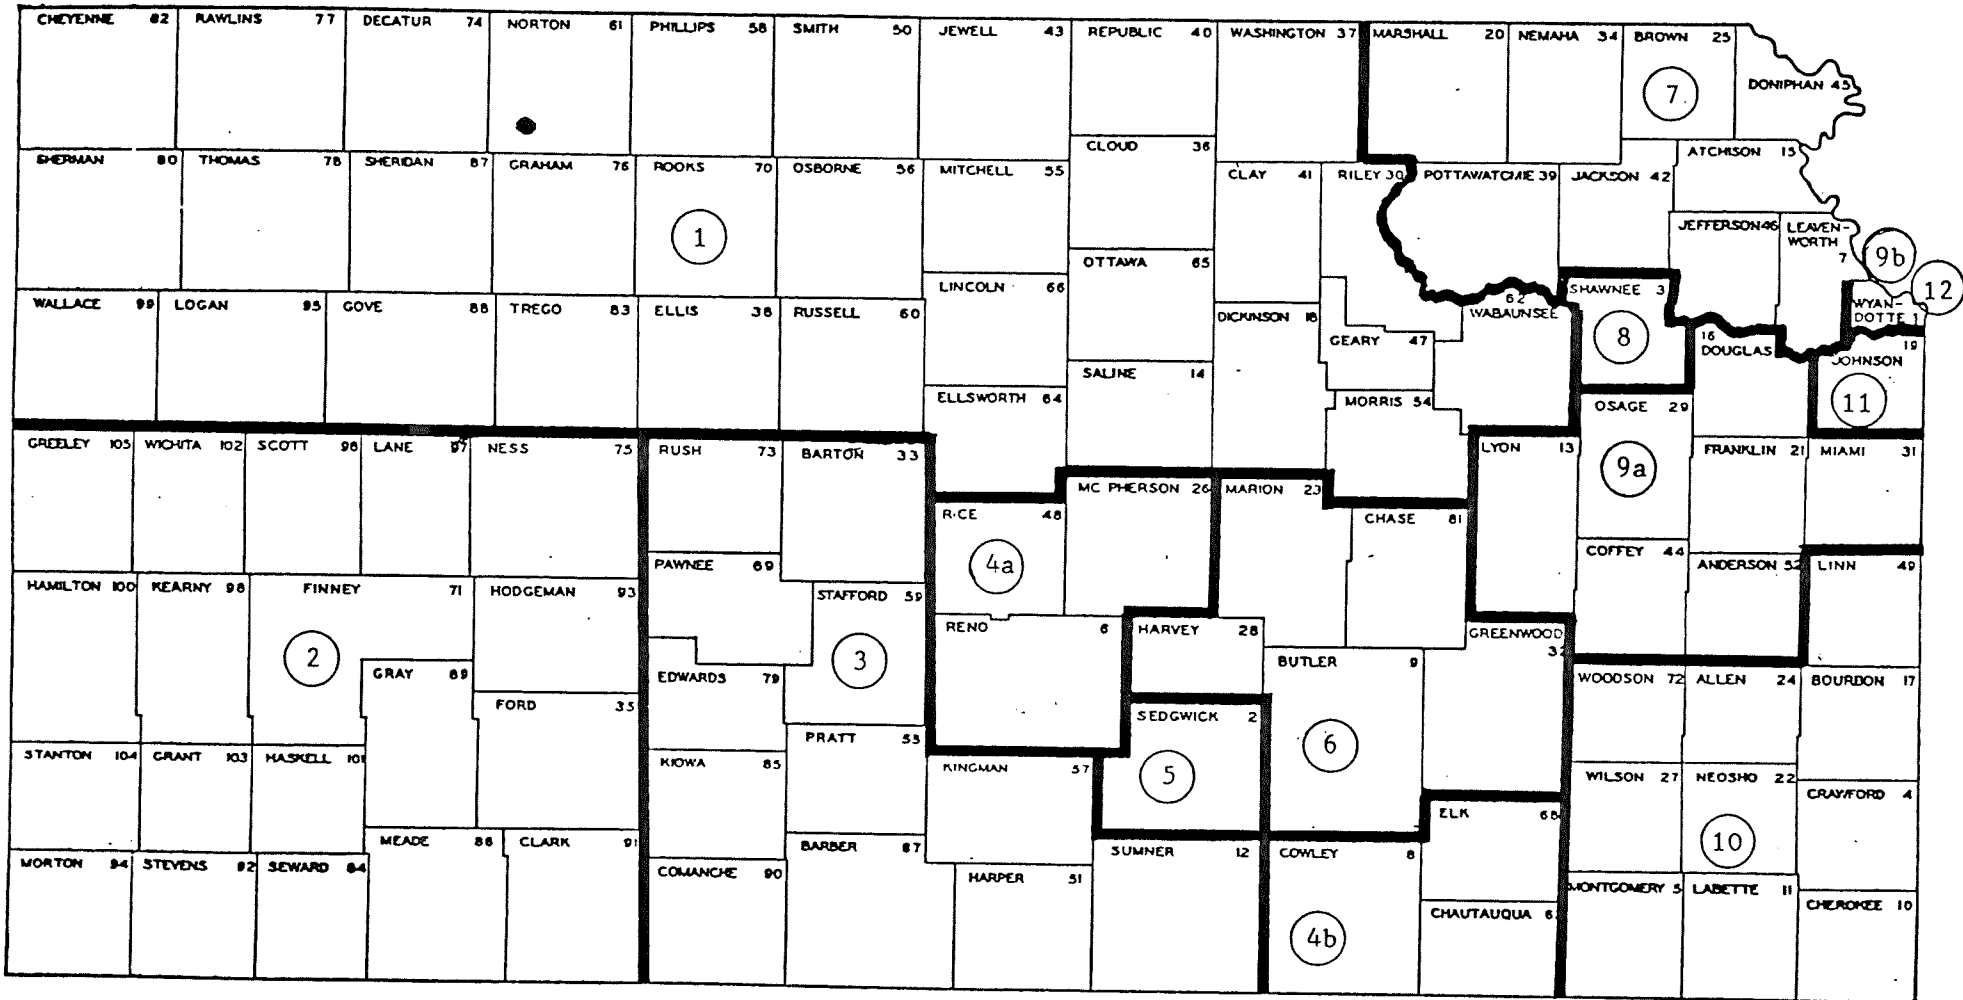 CHEYENNE 82 RAWLINS 77 DECATUR 74 NORTON 61 PHILLIPS 58 SMITH 50 JEWELL 43 REPUBLIC 40 WASHINGTON 37 MARSHALL 20 NEMAHA 34 BROWN 25
DONIPHAN 45
7
CLOUD 36
ATCHISON 15
SHERMAN 80 THOMAS 78 SHERIDAN 87 GRAHAM 76 ROOKS 70 OSBORNE 56 MITCHELL 55 CLAY 41 RILEY 30 POTTAWATOMIE 39 JACKSON 42
1
JEFFERSON 46 LEAVEN-
WORTH
7
9b
OTTAWA 65
LINCOLN 66
SHAWNEE 3
12
WALLACE 99 LOGAN 95 GOVE 88 TREGO 83 ELLIS 38 RUSSELL 60
62
WABAUNSEE
WYAN-
DOTTE 1
DICKINSON 18
GEARY 47
8
16
DOUGLAS
19
JOHNSON
SALINE 14
ELLSWORTH 64
MORRIS 54
OSAGE 29
11
GREELEY 105 WICHITA 102 SCOTT 98 LANE 97 NESS 75 RUSH 73 BARTON 33
LYON 13
FRANKLIN 21 MIAMI 31
9a
MC PHERSON 26 MARION 23
RICE 48
CHASE 81
COFFEY 44
4a
PAWNEE 69
ANDERSON 52 LINN 49
HAMILTON 100 KEARNY 98 FINNEY 71 HODGEMAN 93
STAFFORD 59
RENO 6
HARVEY 28
GREENWOOD
32
2
3
GRAY 89
EDWARDS 79
BUTLER 9
WOODSON 72 ALLEN 24 BOURBON 17
FORD 35
SEDGWICK 2
PRATT 53
6
STANTON 104 GRANT 103 HASKELL 101
KIOWA 85
KINGMAN 57
5
WILSON 27 NEOSHO 22
CRAWFORD 4
ELK 68
MEADE 86 CLARK 91
BARBER 87
SUMNER 12
COWLEY 8
10
MORTON 94 STEVENS 92 SEWARD 84
COMANCHE 90
HARPER 51
MONTGOMERY 5 LABETTE 11
CHEROKEE 10
CHAUTAUQUA 6
4b